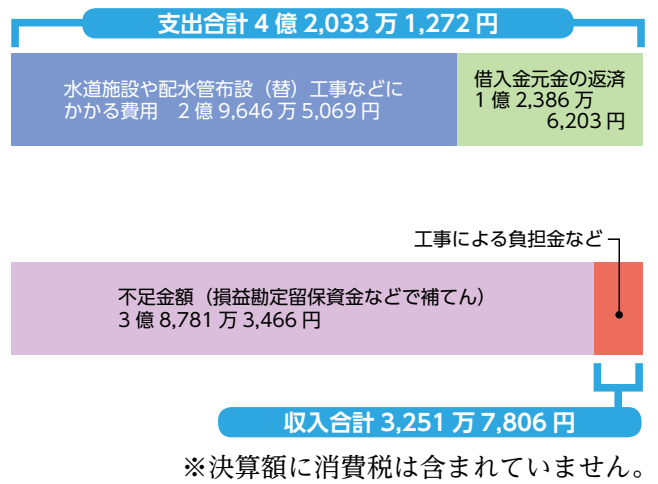 支出合計 4 億 2,033 万 1,272 円
水道施設や配水管布設（替）工事などに
かかる費用　2 億 9,646 万 5,069 円
借入金元金の返済
1 億 2,386 万
6,203 円
工事による負担金など
不足金額（損益勘定留保資金などで補てん）
3 億 8,781 万 3,466 円
収入合計 3,251 万 7,806 円
※決算額に消費税は含まれていません。